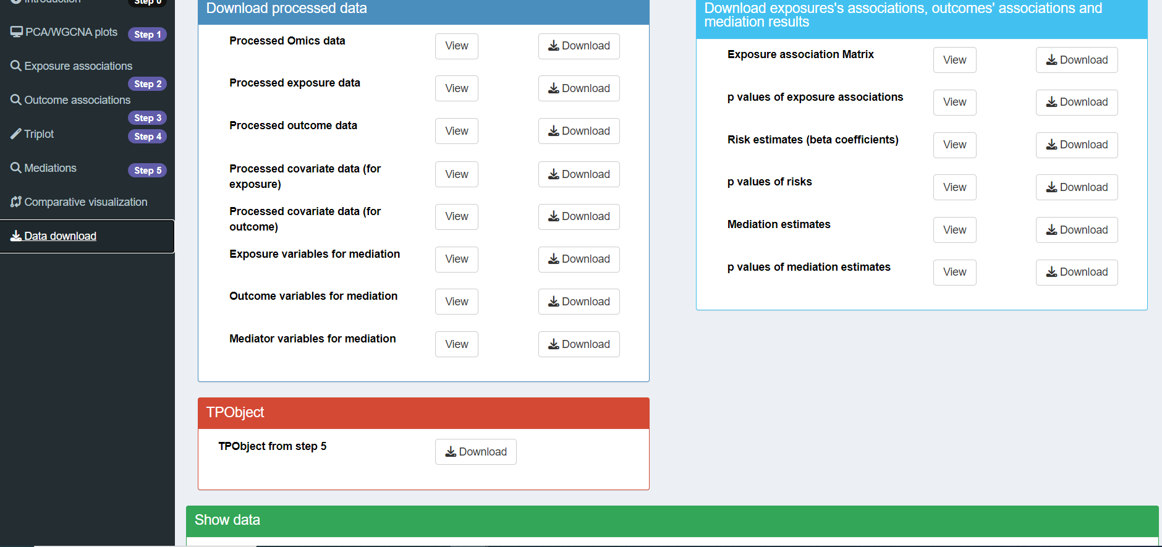 Introduction
Step 0
PCA/WGCNA plots
Step 1
Exposure associations
Step 2
Outcome associations
Step 3
Triplot
Step 4
Mediations
Step 5
Comparative visualization
Data download
Download processed data
Processed Omics data
View
Download
Processed exposure data
View
Download
Processed outcome data
View
Download
Processed covariate data (for
exposure)
View
Download
Processed covariate data (for
outcome)
View
Download
Exposure variables for mediation
View
Download
Outcome variables for mediation
View
Download
Mediator variables for mediation
View
Download
TPObject
TPObject from step 5
Download
Download exposures's associations, outcomes' associations and
mediation results
Exposure association Matrix
View
Download
p values of exposure associations
View
Download
Risk estimates (beta coefficients)
View
Download
p values of risks
View
Download
Mediation estimates
View
Download
p values of mediation estimates
View
Download
Show data